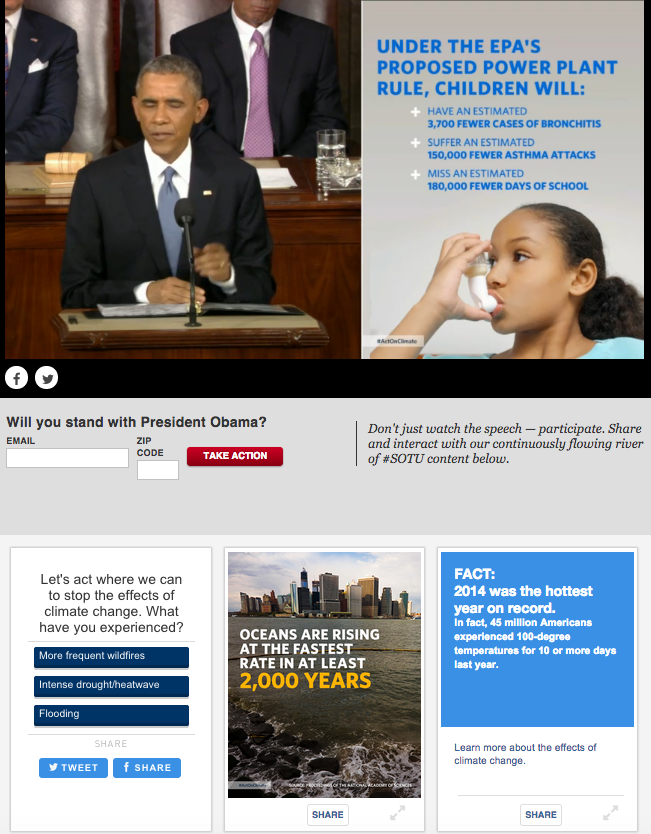 UNDER THE EPA'S
PROPOSED POWER PLANT
RULE, CHILDREN WILL:
HAVE AN ESTIMATED
3,700 FEWER CASES OF BRONCHITIS
SUFFER AN ESTIMATED
150,000 FEWER ASTHMA ATTACKS
MISS AN ESTIMATED
180,000 FEWER DAYS OF SCHOOL
#ActOnClimate
Will you stand with President Obama?
EMAIL
ZIP
CODE
TAKE ACTION
Don't just watch the speech — participate. Share
and interact with our continuously flowing river
of #SOTU content below.
Let's act where we can
to stop the effects of
climate change. What
have you experienced?
More frequent wildfires
Intense drought/heatwave
Flooding
SHARE
TWEET
SHARE
OCEANS ARE RISING
AT THE FASTEST
RATE IN AT LEAST
2,000 YEARS
#ActOnClimate
SOURCE: PROCEEDINGS OF THE NATIONAL ACADEMY OF SCIENCES
SHARE
FACT:
2014 was the hottest
year on record.
In fact, 45 million Americans
experienced 100-degree
temperatures for 10 or more days
last year.
Learn more about the effects of
climate change.
SHARE